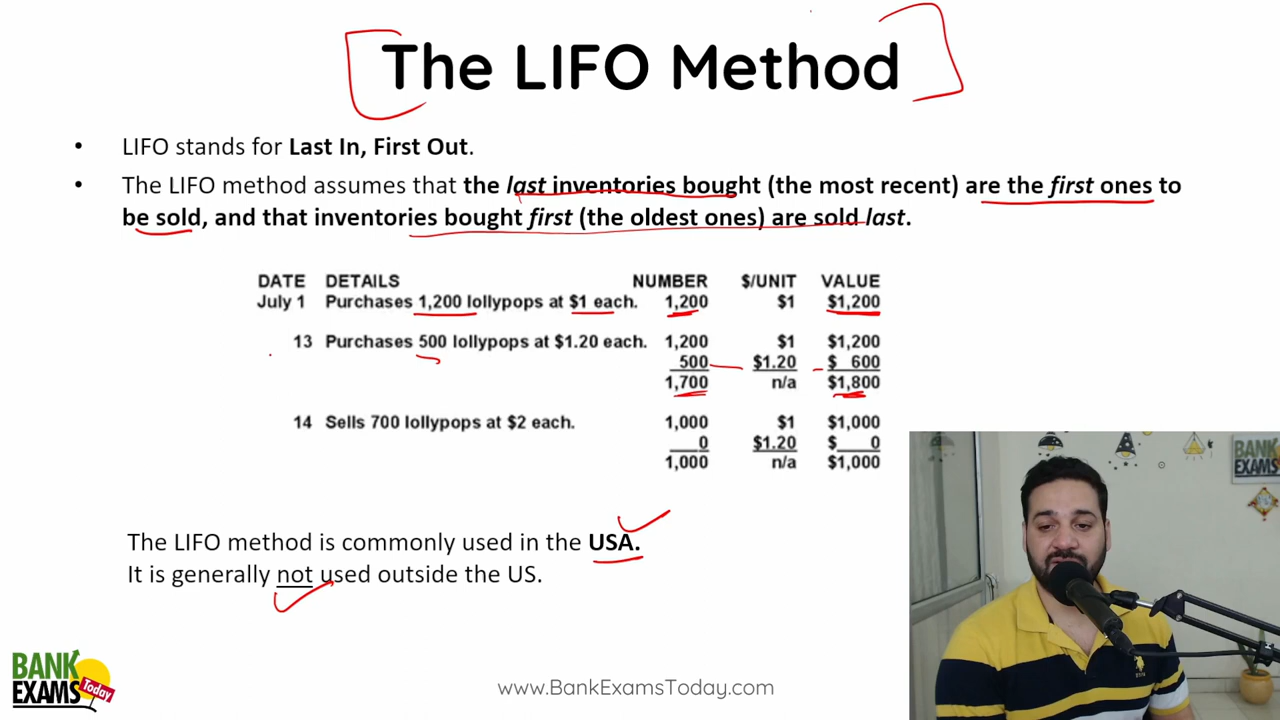 The LIFO Method
• LIFO stands for Last In, First Out.
• The LIFO method assumes that the last inventories bought (the most recent) are the first ones to
be sold, and that inventories bought first (the oldest ones) are sold last.
DATE DETAILS NUMBER $/UNIT VALUE
July 1 Purchases 1,200 lollypops at $1 each. 1,200 $1 $1,200
13 Purchases 500 lollypops at $1.20 each. 1,200 $1 $1,200
500 $1.20 $ 600
1,700 n/a $1,800
14 Sells 700 lollypops at $2 each. 1,000 $1 $1,000
0 $1.20 $ 0
1,000 n/a $1,000
BANK
EXAMS
The LIFO method is commonly used in the USA.
It is generally not used outside the US.
BANK
EXAMS
Today
www.BankExamsToday.com